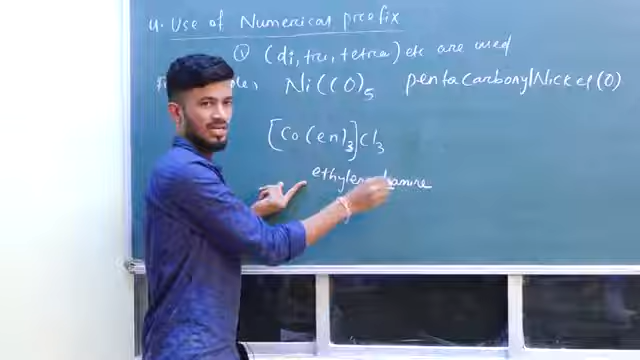 4. Use of Numerical prefix
(di, tri, tetra) etc are used
Ni(CO)5 pentaCarbonylNickel(0)
[Co(en)3]Cl3